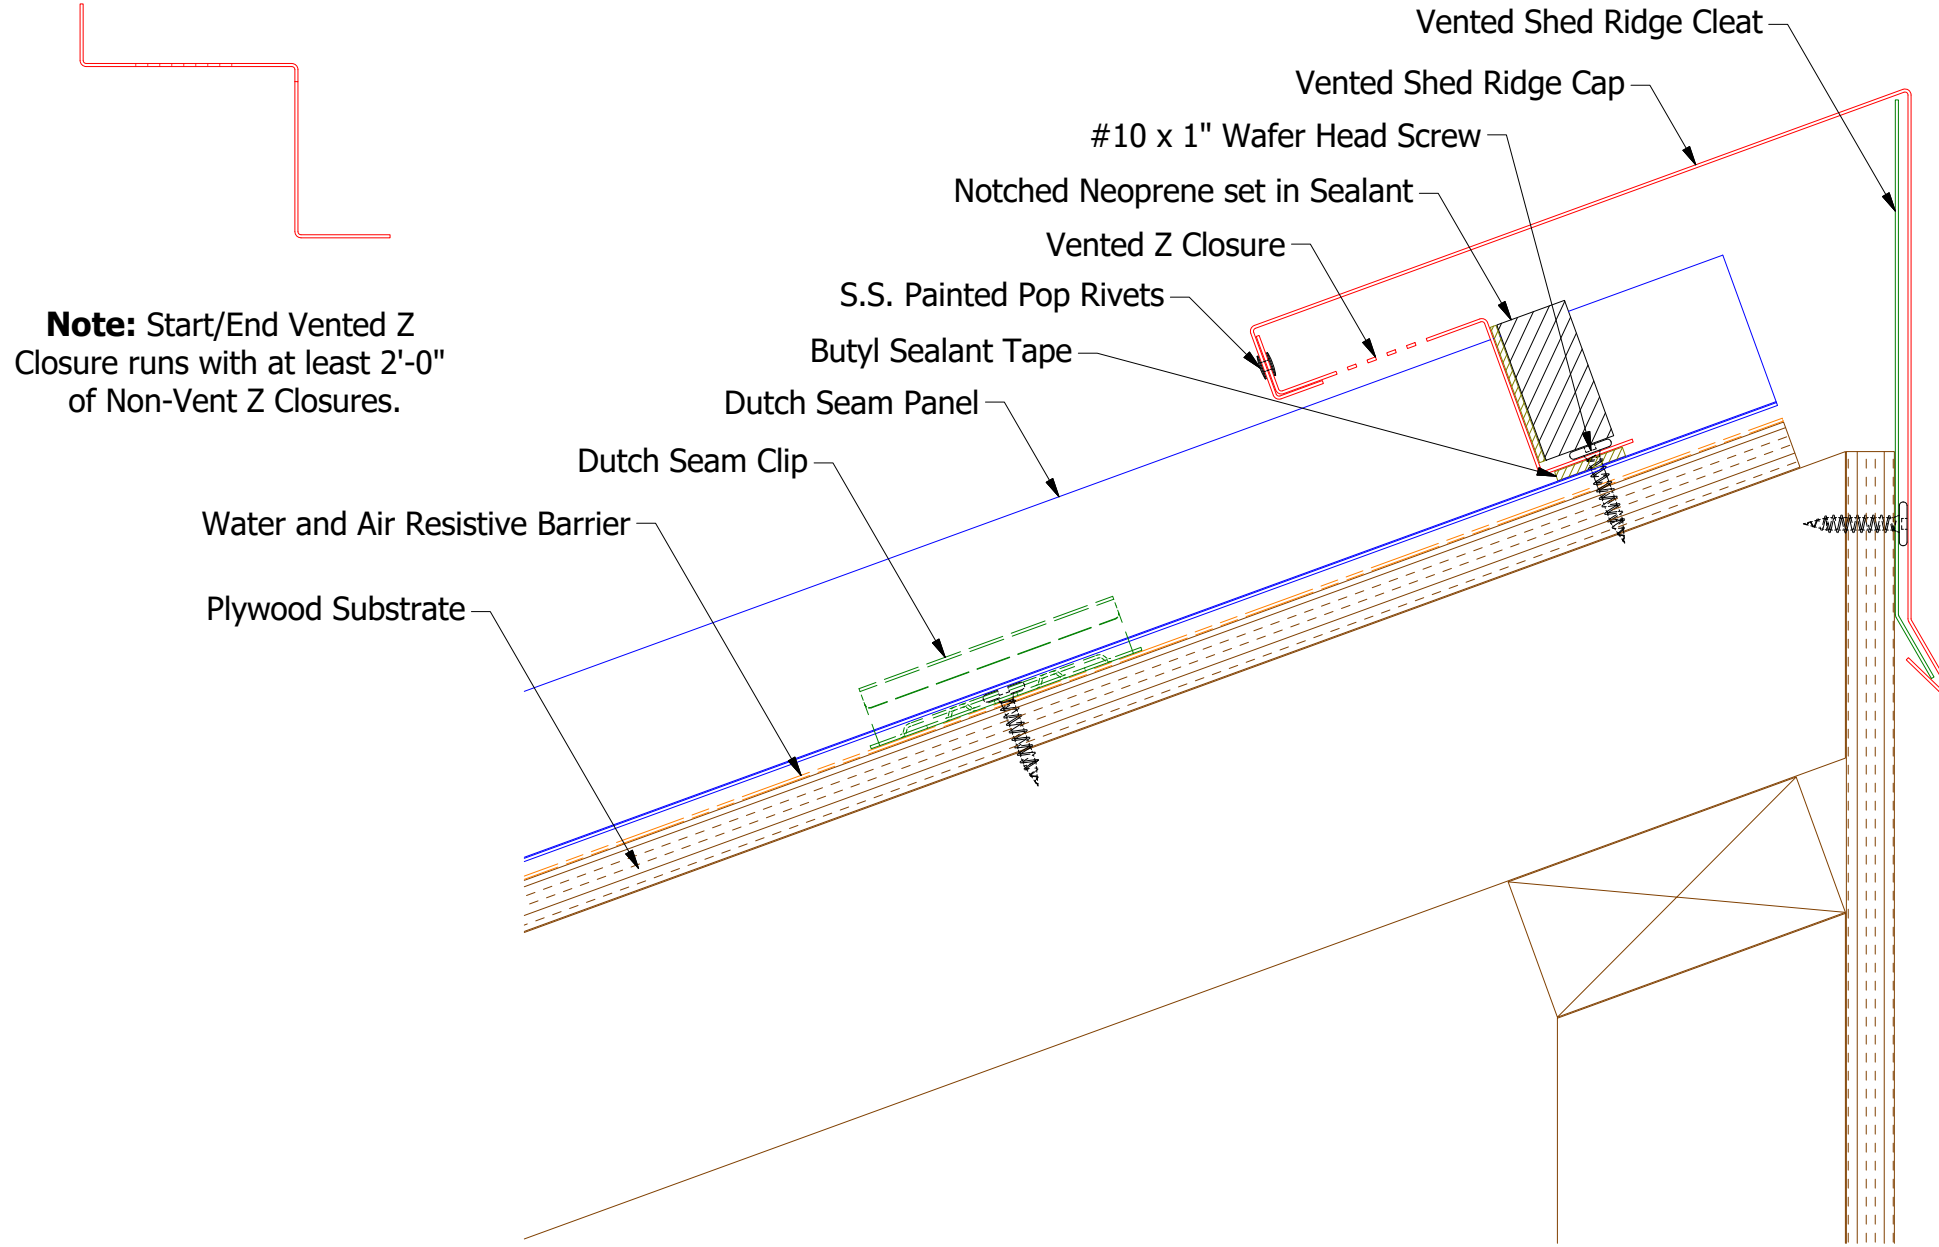 Vented Shed Ridge Cleat
Vented Shed Ridge Cap
#10 x 1" Wafer Head Screw
Notched Neoprene set in Sealant
Vented Z Closure
S.S. Painted Pop Rivets
Butyl Sealant Tape
Dutch Seam Panel
Dutch Seam Clip
Water and Air Resistive Barrier
Plywood Substrate
Note: Start/End Vented Z
Closure runs with at least 2'-0"
of Non-Vent Z Closures.